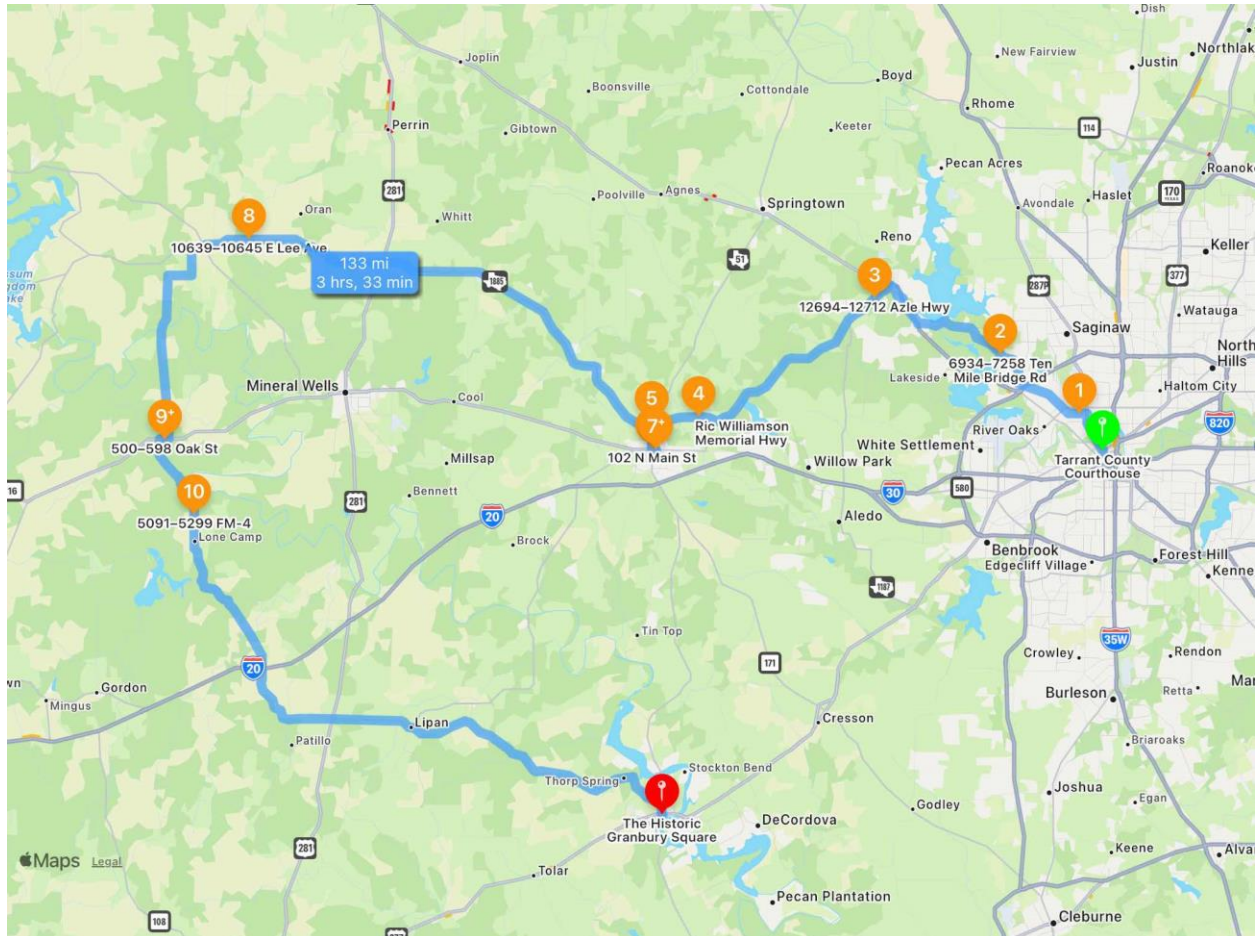 Dish
Joplin
New Fairview
Northlake
Justin
Boyd
Boonsville
Cottondale
Rhome
Perrin
Gibtown
Keeter
114
Pecan Acres
Roanoke
281
Poolville
Agnes
Avondale
Haslet
170
Springtown
8
Oran
Whitt
Reno
Keller
10639–10645 E Lee Ave
51
377
133 mi
3 hrs, 33 min
3
287P
Watauga
1885
12694–12712 Azle Hwy
2
Saginaw
North
Hills
6934–7258 Ten
Mile Bridge Rd
Lakeside
Haltom City
Mineral Wells
5
4
1
Cool
9+
7+
Ric Williamson
Memorial Hwy
River Oaks
820
500–598 Oak St
102 N Main St
White Settlement
Tarrant County
Courthouse
Millsap
Willow Park
16
10
Bennett
281
30
580
5091–5299 FM-4
20
Aledo
Lone Camp
Brock
Benbrook
Forest Hill
Edgecliff Village
1187
Tin Top
35W
Crowley
Rendon
20
171
Gordon
Burleson
Retta
Mingus
Lipan
Cresson
Patillo
Briaroaks
Thorp Spring
Stockton Bend
Joshua
Godley
Egan
The Historic
Granbury Square
DeCordova
281
Keene
Maps
Legal
Tolar
Pecan Plantation
108
Cleburne